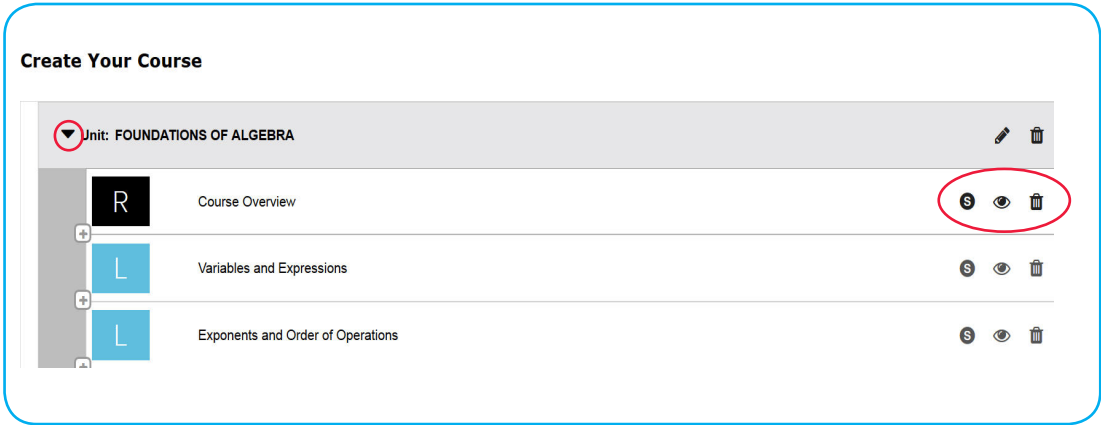 Create Your Course
Unit: FOUNDATIONS OF ALGEBRA
R Course Overview S
L Variables and Expressions S
L Exponents and Order of Operations S